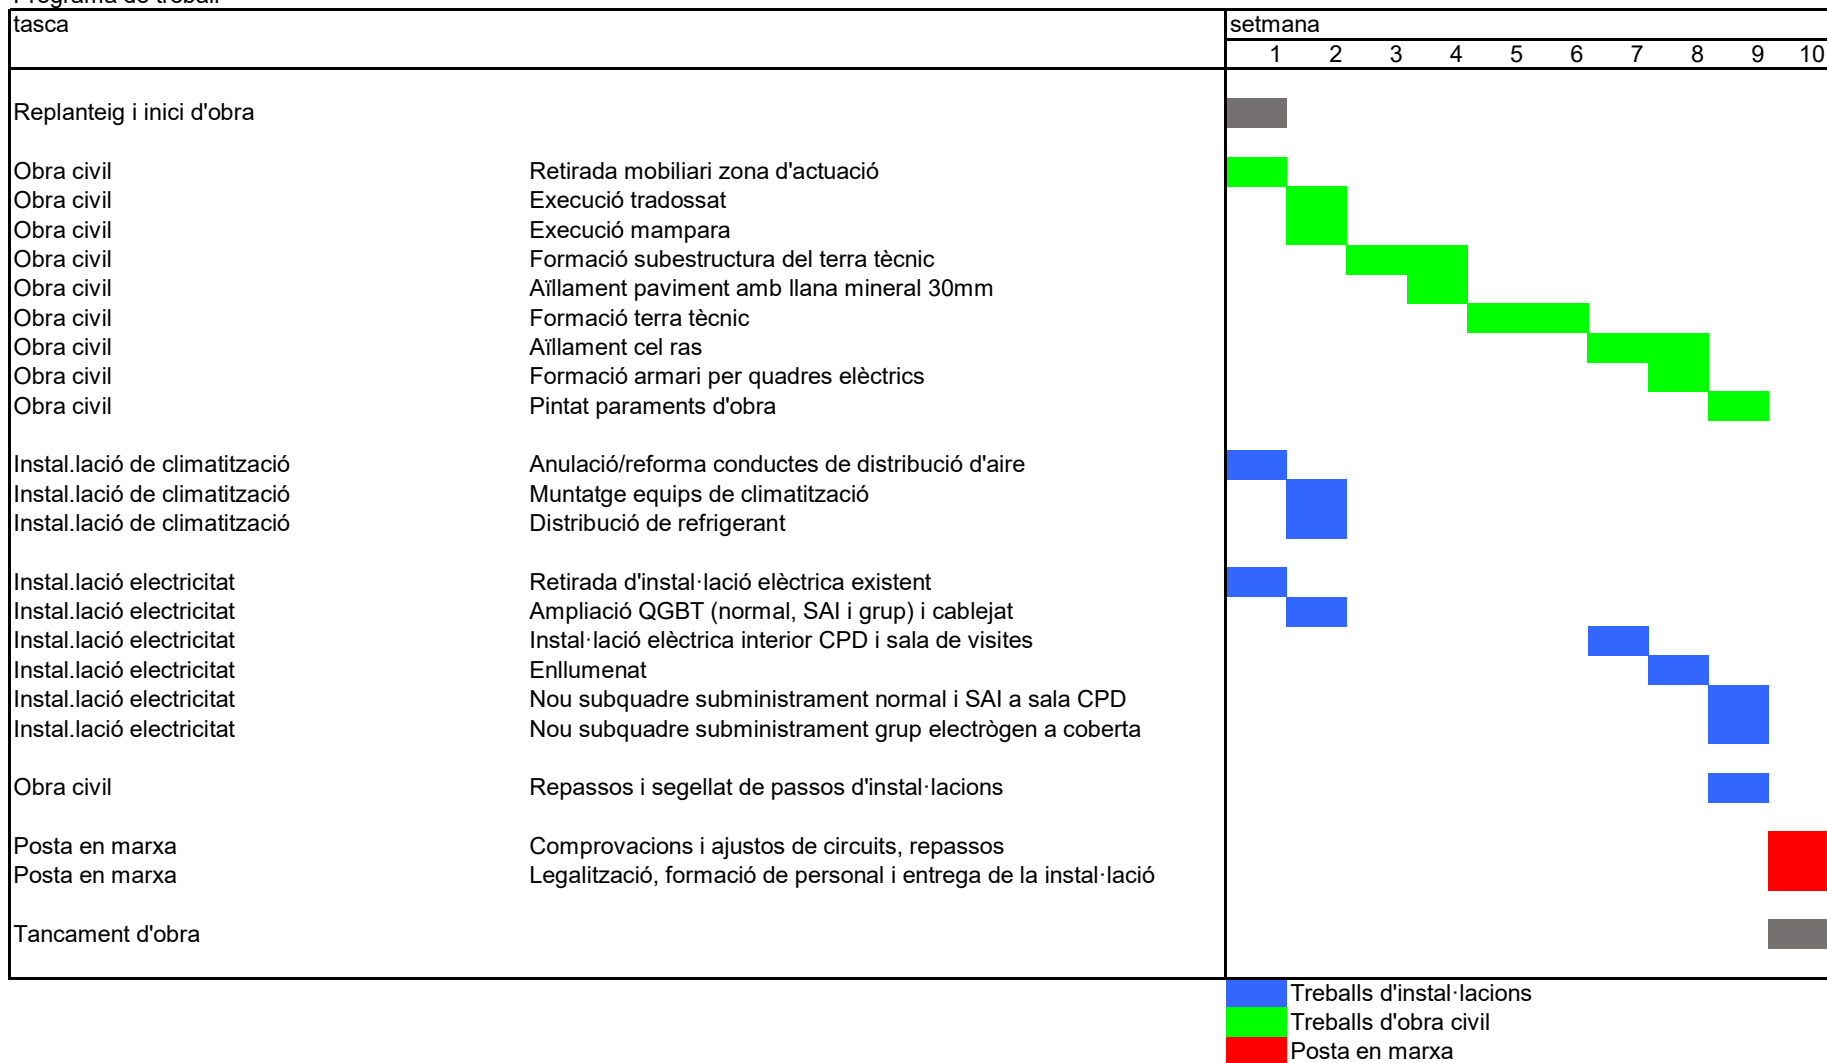 Programa de treball
tasca setmana
1 2 3 4 5 6 7 8 9 10
Replanteig i inici d'obra
Obra civil Retirada mobiliari zona d'actuació
Obra civil Execució tradossat
Obra civil Execució mampara
Obra civil Formació subestructura del terra tècnic
Obra civil Aïllament paviment amb llana mineral 30mm
Obra civil Formació terra tècnic
Obra civil Aïllament cel ras
Obra civil Formació armari per quadres elèctrics
Obra civil Pintat paraments d'obra
Instal.lació de climatització Anulació/reforma conductes de distribució d'aire
Instal.lació de climatització Muntatge equips de climatització
Instal.lació de climatització Distribució de refrigerant
Instal.lació electricitat Retirada d'instal·lació elèctrica existent
Instal.lació electricitat Ampliació QGBT (normal, SAI i grup) i cablejat
Instal.lació electricitat Instal·lació elèctrica interior CPD i sala de visites
Instal.lació electricitat Enllumenat
Instal.lació electricitat Nou subquadre subministrament normal i SAI a sala CPD
Instal.lació electricitat Nou subquadre subministrament grup electrògen a coberta
Obra civil Repassos i segellat de passos d'instal·lacions
Posta en marxa Comprovacions i ajustos de circuits, repassos
Posta en marxa Legalització, formació de personal i entrega de la instal·lació
Tancament d'obra
Treballs d'instal·lacions
Treballs d'obra civil
Posta en marxa